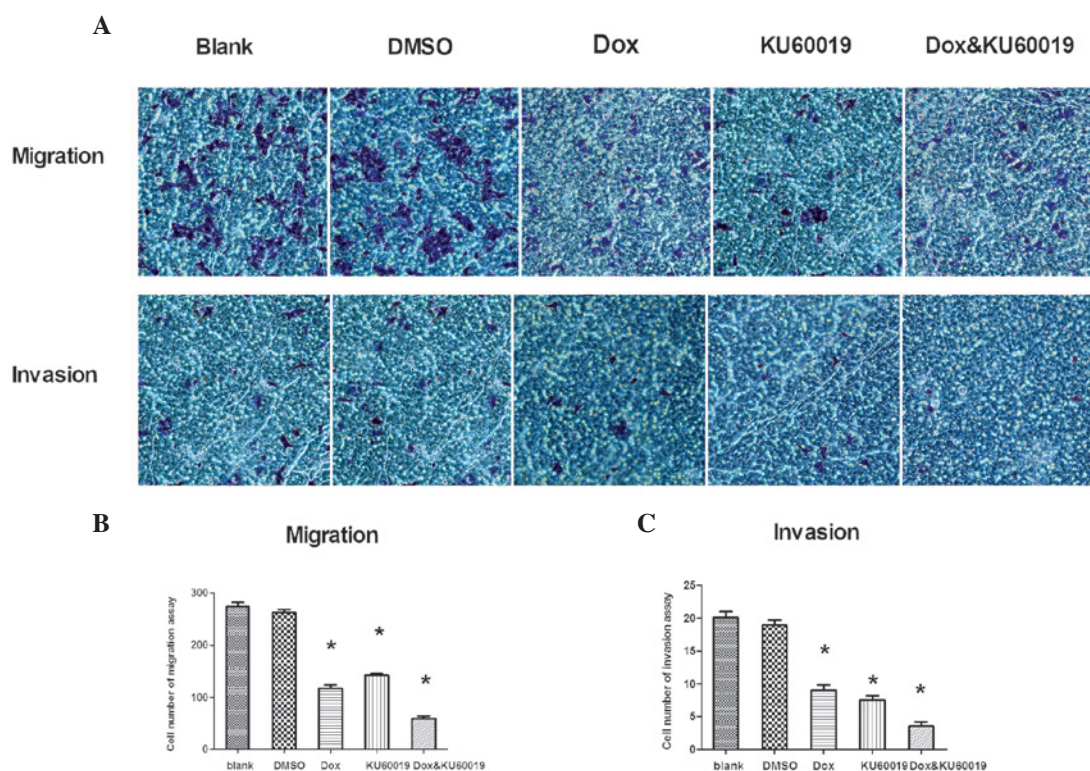 A
Blank DMSO Dox KU60019 Dox&KU60019
Migration
Invasion
B
Migration
Cell number of migration assay
300
200
100
0
*
*
*
blank DMSO Dox KU60019 Dox&KU60019
C
Invasion
Cell number of invasion assay
25
20
15
10
5
0
*
*
*
blank DMSO Dox KU60019 Dox&KU60019